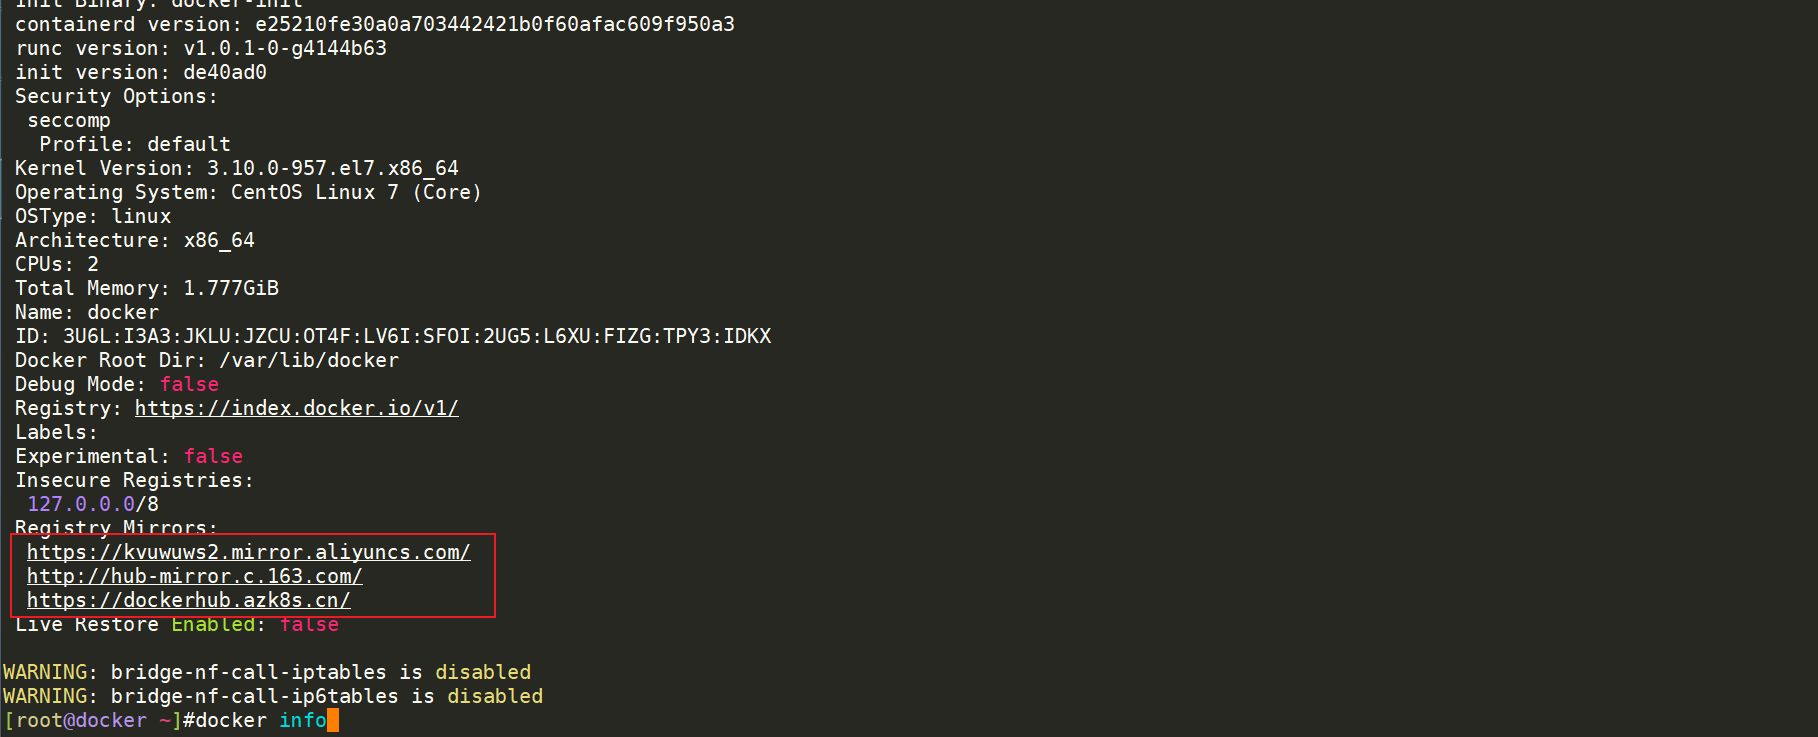 Init Binary: docker-init
containerd version: e25210fe30a0a703442421b0f60afac609f950a3
runc version: v1.0.1-0-g4144b63
init version: de40ad0
Security Options:
seccomp
Profile: default
Kernel Version: 3.10.0-957.el7.x86_64
Operating System: CentOS Linux 7 (Core)
OSType: linux
Architecture: x86_64
CPUs: 2
Total Memory: 1.777GiB
Name: docker
ID: 3U6L:I3A3:JKLU:JZCU:OT4F:LV6I:SFOI:2UG5:L6XU:FIZG:TPY3:IDKX
Docker Root Dir: /var/lib/docker
Debug Mode: false
Registry: https://index.docker.io/v1/
Labels:
Experimental: false
Insecure Registries:
127.0.0.0/8
Registry Mirrors:
https://kvuwuws2.mirror.aliyuncs.com/
http://hub-mirror.c.163.com/
https://dockerhub.azk8s.cn/
Live Restore Enabled: false
WARNING: bridge-nf-call-iptables is disabled
WARNING: bridge-nf-call-ip6tables is disabled
[root@docker ~]#docker info